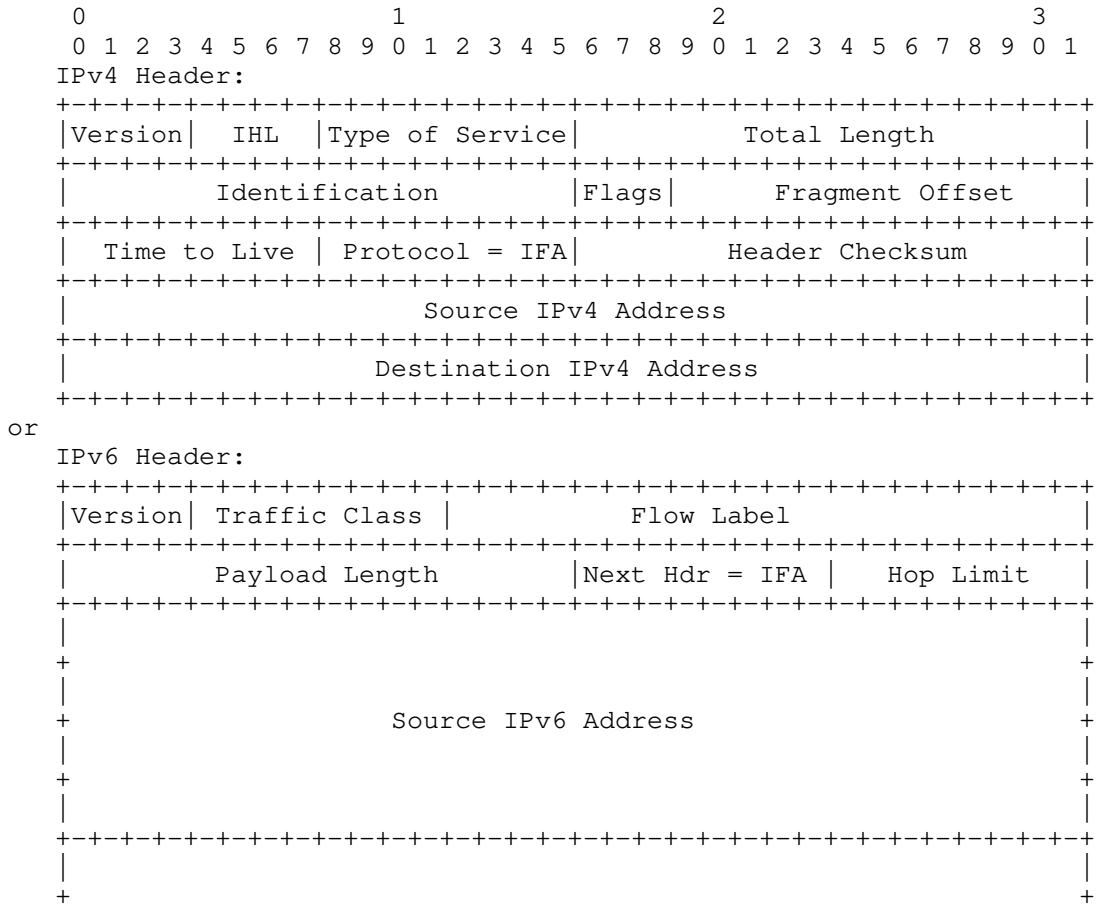 0                   1                   2                   3
 0 1 2 3 4 5 6 7 8 9 0 1 2 3 4 5 6 7 8 9 0 1 2 3 4 5 6 7 8 9 0 1
IPv4 Header:
+-+-+-+-+-+-+-+-+-+-+-+-+-+-+-+-+-+-+-+-+-+-+-+-+-+-+-+-+-+-+-+-+
|Version|  IHL  |Type of Service|          Total Length         |
+-+-+-+-+-+-+-+-+-+-+-+-+-+-+-+-+-+-+-+-+-+-+-+-+-+-+-+-+-+-+-+-+
|         Identification        |Flags|      Fragment Offset    |
+-+-+-+-+-+-+-+-+-+-+-+-+-+-+-+-+-+-+-+-+-+-+-+-+-+-+-+-+-+-+-+-+
|  Time to Live | Protocol = IFA|         Header Checksum       |
+-+-+-+-+-+-+-+-+-+-+-+-+-+-+-+-+-+-+-+-+-+-+-+-+-+-+-+-+-+-+-+-+
|                      Source IPv4 Address                      |
+-+-+-+-+-+-+-+-+-+-+-+-+-+-+-+-+-+-+-+-+-+-+-+-+-+-+-+-+-+-+-+-+
|                   Destination IPv4 Address                    |
+-+-+-+-+-+-+-+-+-+-+-+-+-+-+-+-+-+-+-+-+-+-+-+-+-+-+-+-+-+-+-+-+
or
IPv6 Header:
+-+-+-+-+-+-+-+-+-+-+-+-+-+-+-+-+-+-+-+-+-+-+-+-+-+-+-+-+-+-+-+-+
|Version| Traffic Class |           Flow Label                  |
+-+-+-+-+-+-+-+-+-+-+-+-+-+-+-+-+-+-+-+-+-+-+-+-+-+-+-+-+-+-+-+-+
|         Payload Length        |Next Hdr = IFA |   Hop Limit   |
+-+-+-+-+-+-+-+-+-+-+-+-+-+-+-+-+-+-+-+-+-+-+-+-+-+-+-+-+-+-+-+-+
|                                                               |
+                                                               +
|                                                               |
+                    Source IPv6 Address                        +
|                                                               |
+                                                               +
|                                                               |
+-+-+-+-+-+-+-+-+-+-+-+-+-+-+-+-+-+-+-+-+-+-+-+-+-+-+-+-+-+-+-+-+
|                                                               |
+                                                               +